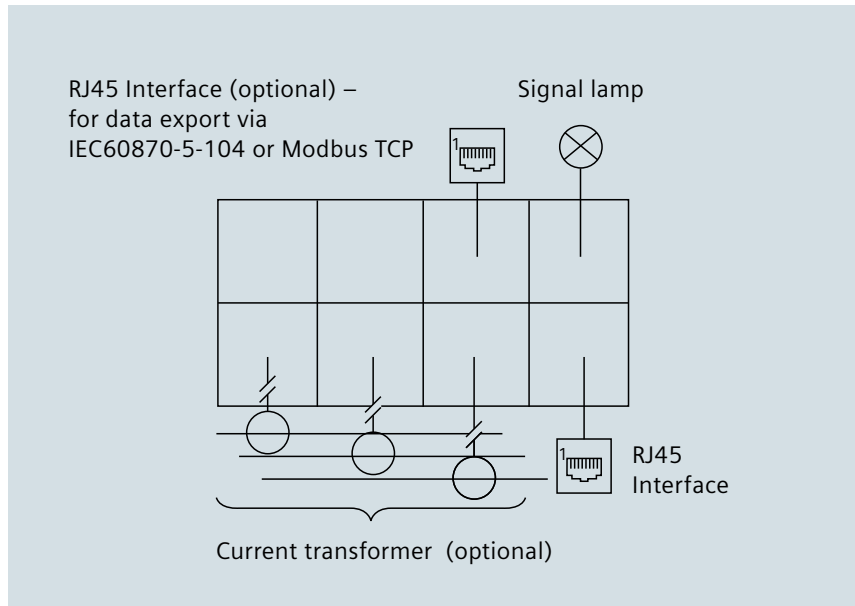 RJ45 Interface (optional) –
for data export via
IEC60870-5-104 or Modbus TCP
Signal lamp
1
1
RJ45
Interface
Current transformer (optional)